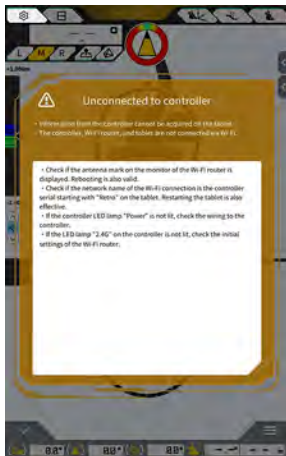 L M R
Unconnected to controller
・Information from the controller cannot be acquired on the tablet.
・The controller, Wi-Fi router, and tablet are not connected via Wi-Fi.
・Check if the antenna mark on the monitor of the Wi-Fi router is
displayed. Rebooting is also valid.
・Check if the network name of the Wi-Fi connection is the controller
serial starting with "Retro" on the tablet. Restarting the tablet is also
effective.
・If the controller LED lamp "Power" is not lit, check the wiring to the
controller.
・If the LED lamp "2.4G" on the controller is not lit, check the initial
settings of the Wi-Fi router.